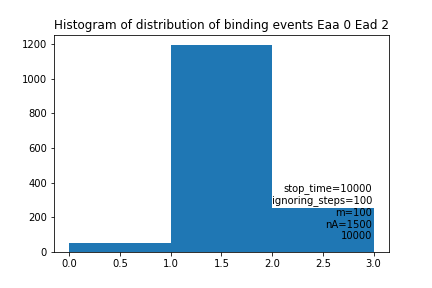 Histogram of distribution of binding events Eaa 0 Ead 2
1200
1000
800
600
400
200
0
stop_time=10000
ignoring_steps=100
m=100
nA=1500
10000
0.0 0.5 1.0 1.5 2.0 2.5 3.0